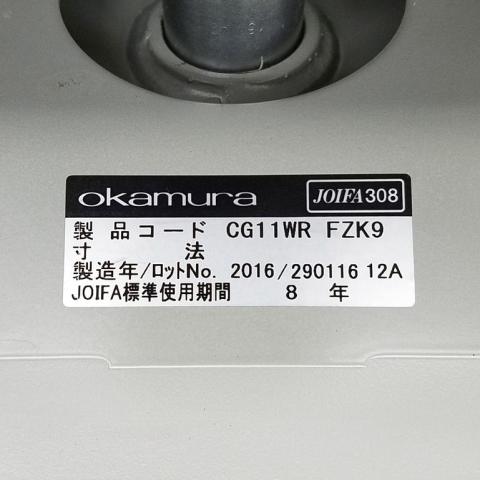 okamura JOIFA308
製品コード CG11WR FZK9
寸法
製造年/ロットNo. 2016/290116 12A
JOIFA標準使用期間 8 年